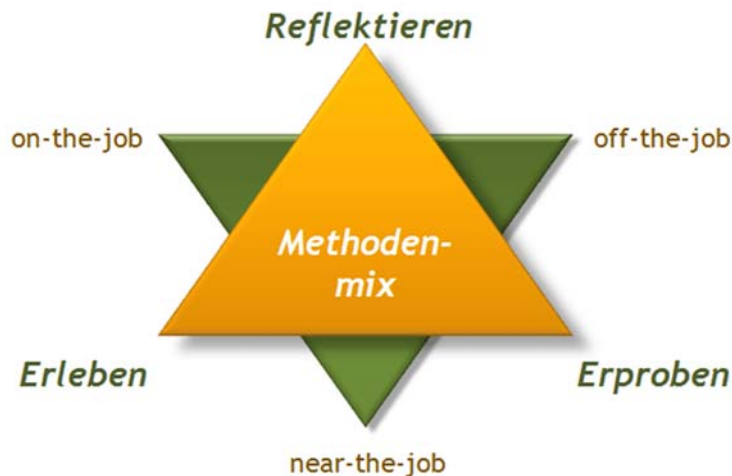 Reflektieren
on-the-job
off-the-job
Methoden-
mix
Erleben
Erproben
near-the-job